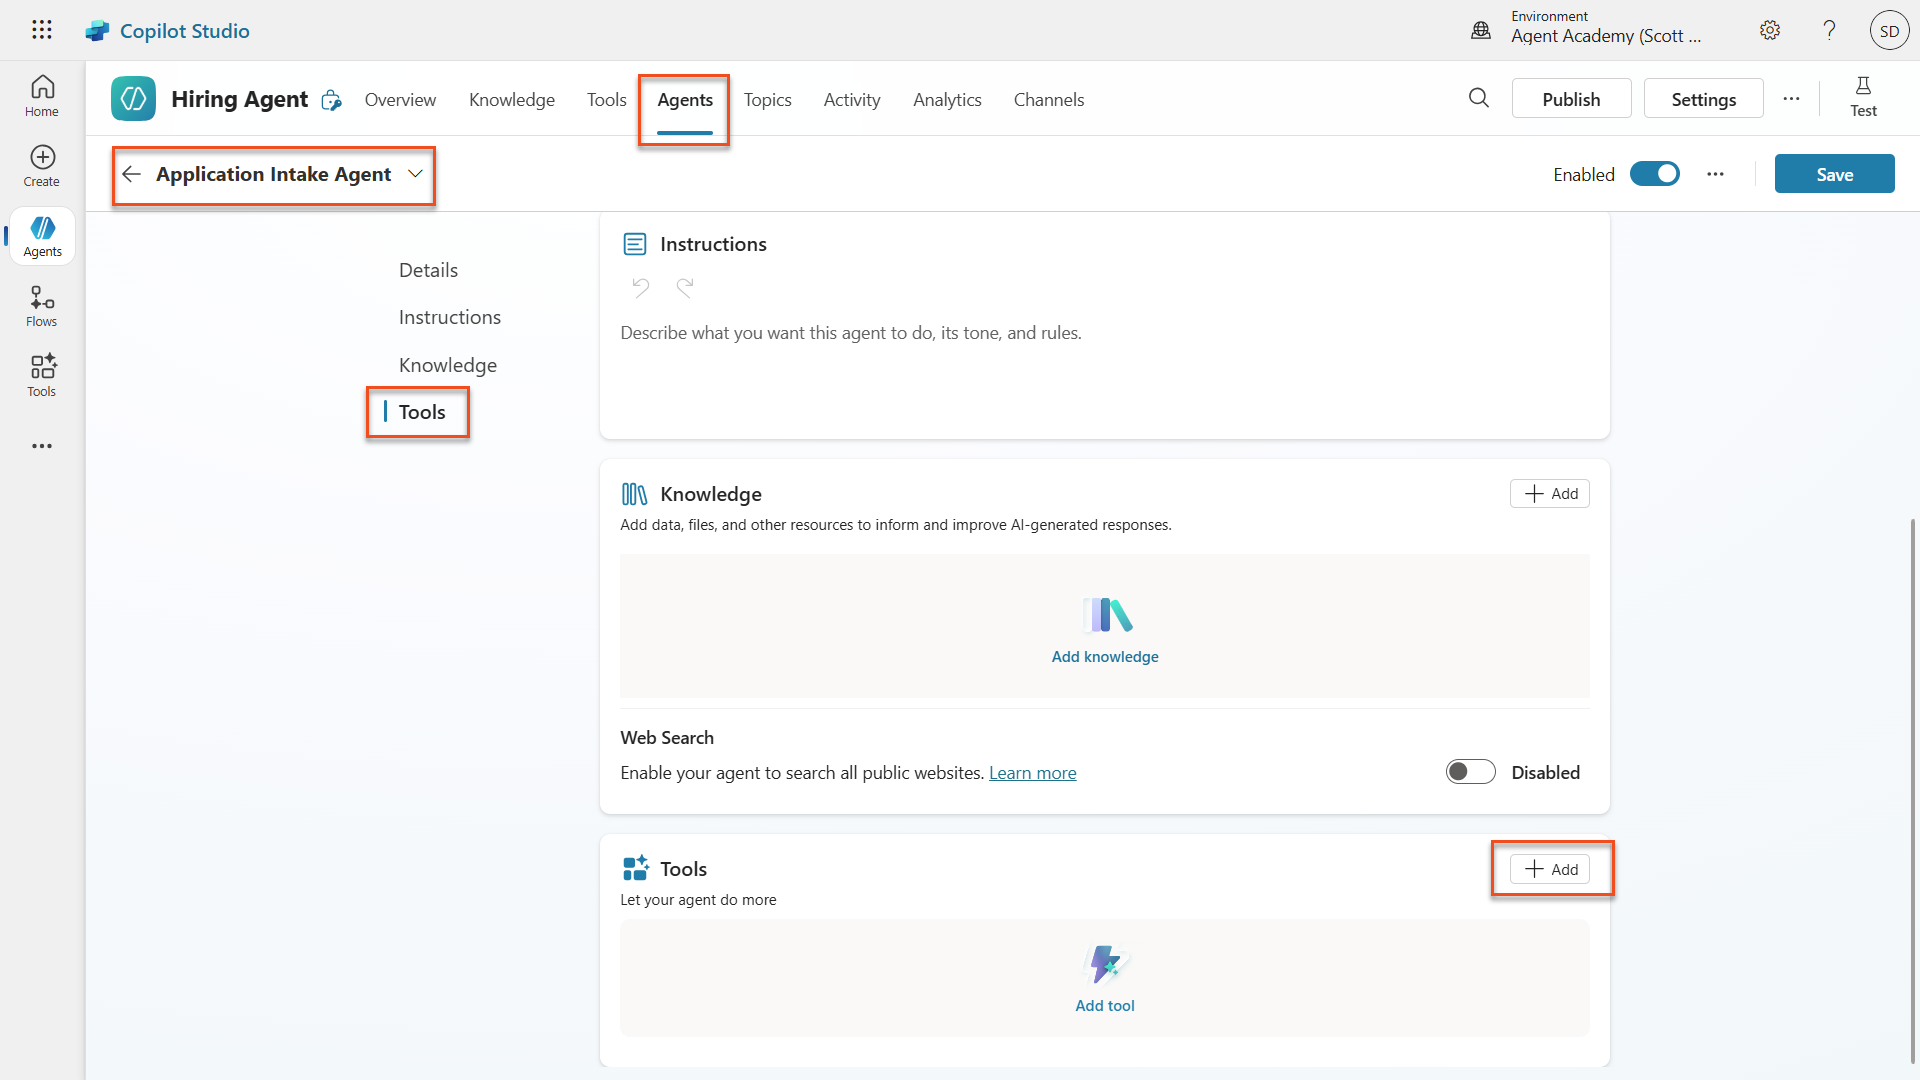 Copilot Studio
Environment
Agent Academy (Scott ...
SD
Home
Create
Agents
Flows
Tools
Hiring Agent
Overview
Knowledge
Tools
Agents
Topics
Activity
Analytics
Channels
Publish
Settings
Test
Application Intake Agent
Enabled
Save
Details
Instructions
Knowledge
Tools
Instructions
Describe what you want this agent to do, its tone, and rules.
Knowledge
Add
Add data, files, and other resources to inform and improve AI-generated responses.
Add knowledge
Web Search
Enable your agent to search all public websites. Learn more
Disabled
Tools
Add
Let your agent do more
Add tool